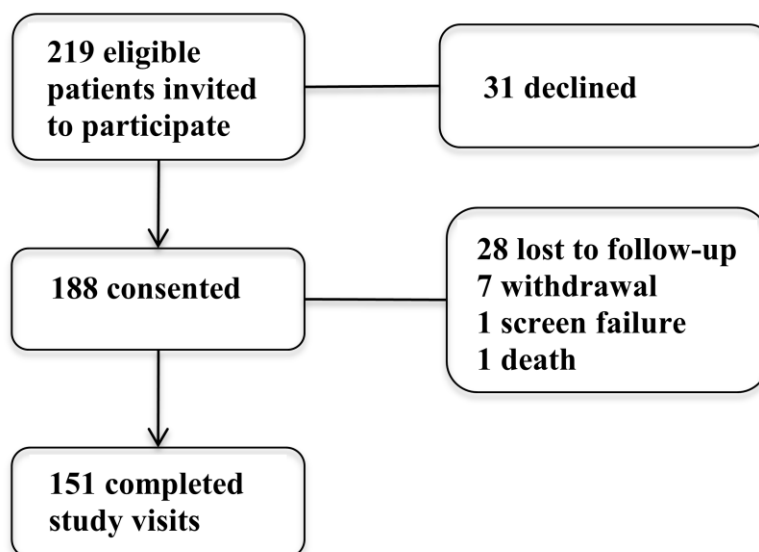 219 eligible
patients invited
to participate
31 declined
188 consented
28 lost to follow-up
7 withdrawal
1 screen failure
1 death
151 completed
study visits